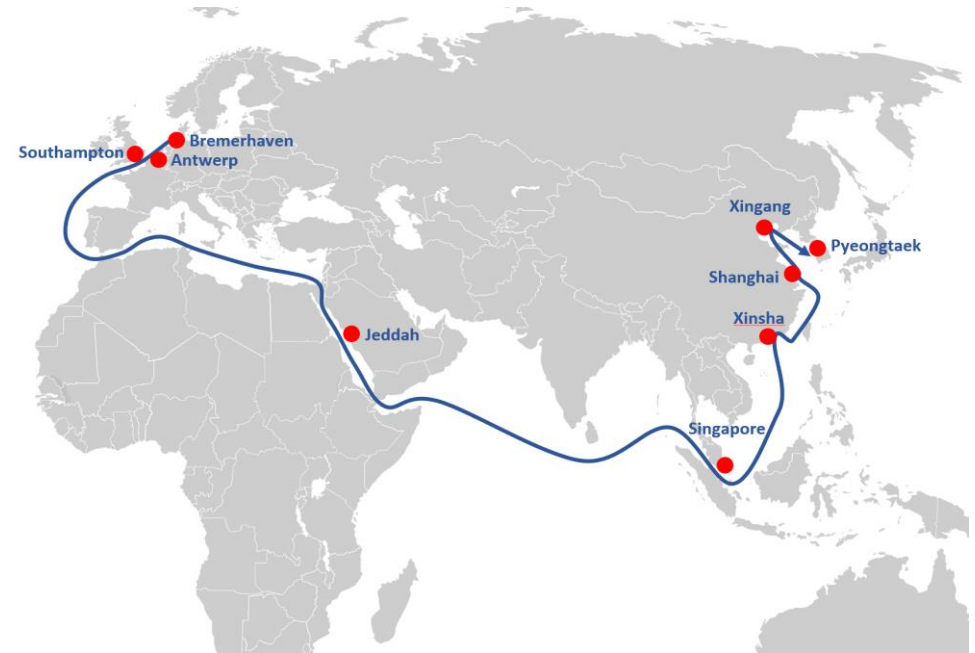 Bremerhaven
Southampton
Antwerp
Xingang
Pyeongtaek
Shanghai
Xinsha
Jeddah
Singapore